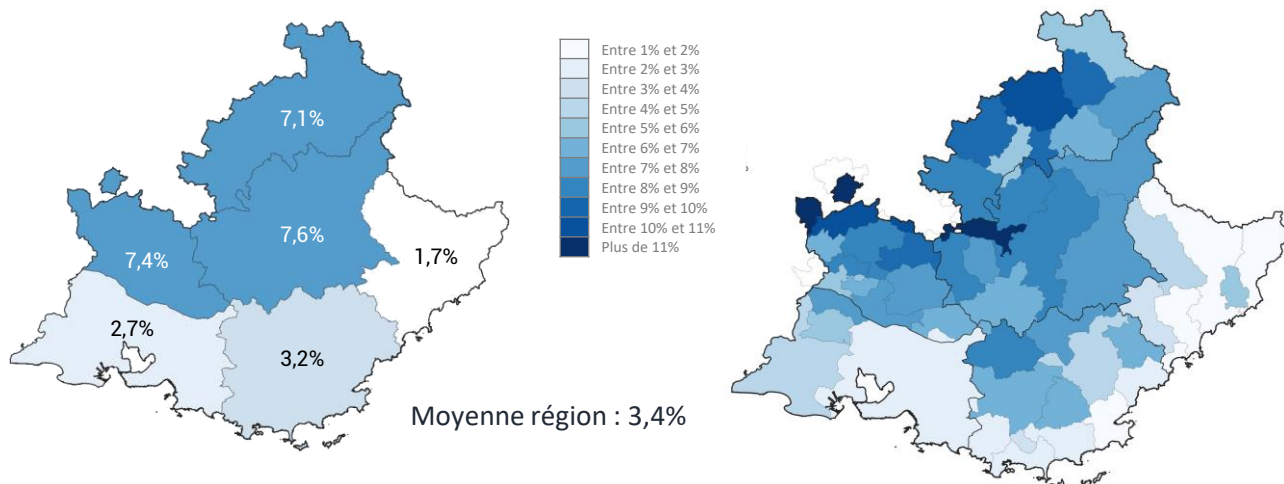 7,1%
7,6%
7,4%
1,7%
2,7%
3,2%
Moyenne région : 3,4%
Entre 1% et 2%
Entre 2% et 3%
Entre 3% et 4%
Entre 4% et 5%
Entre 5% et 6%
Entre 6% et 7%
Entre 7% et 8%
Entre 8% et 9%
Entre 9% et 10%
Entre 10% et 11%
Plus de 11%